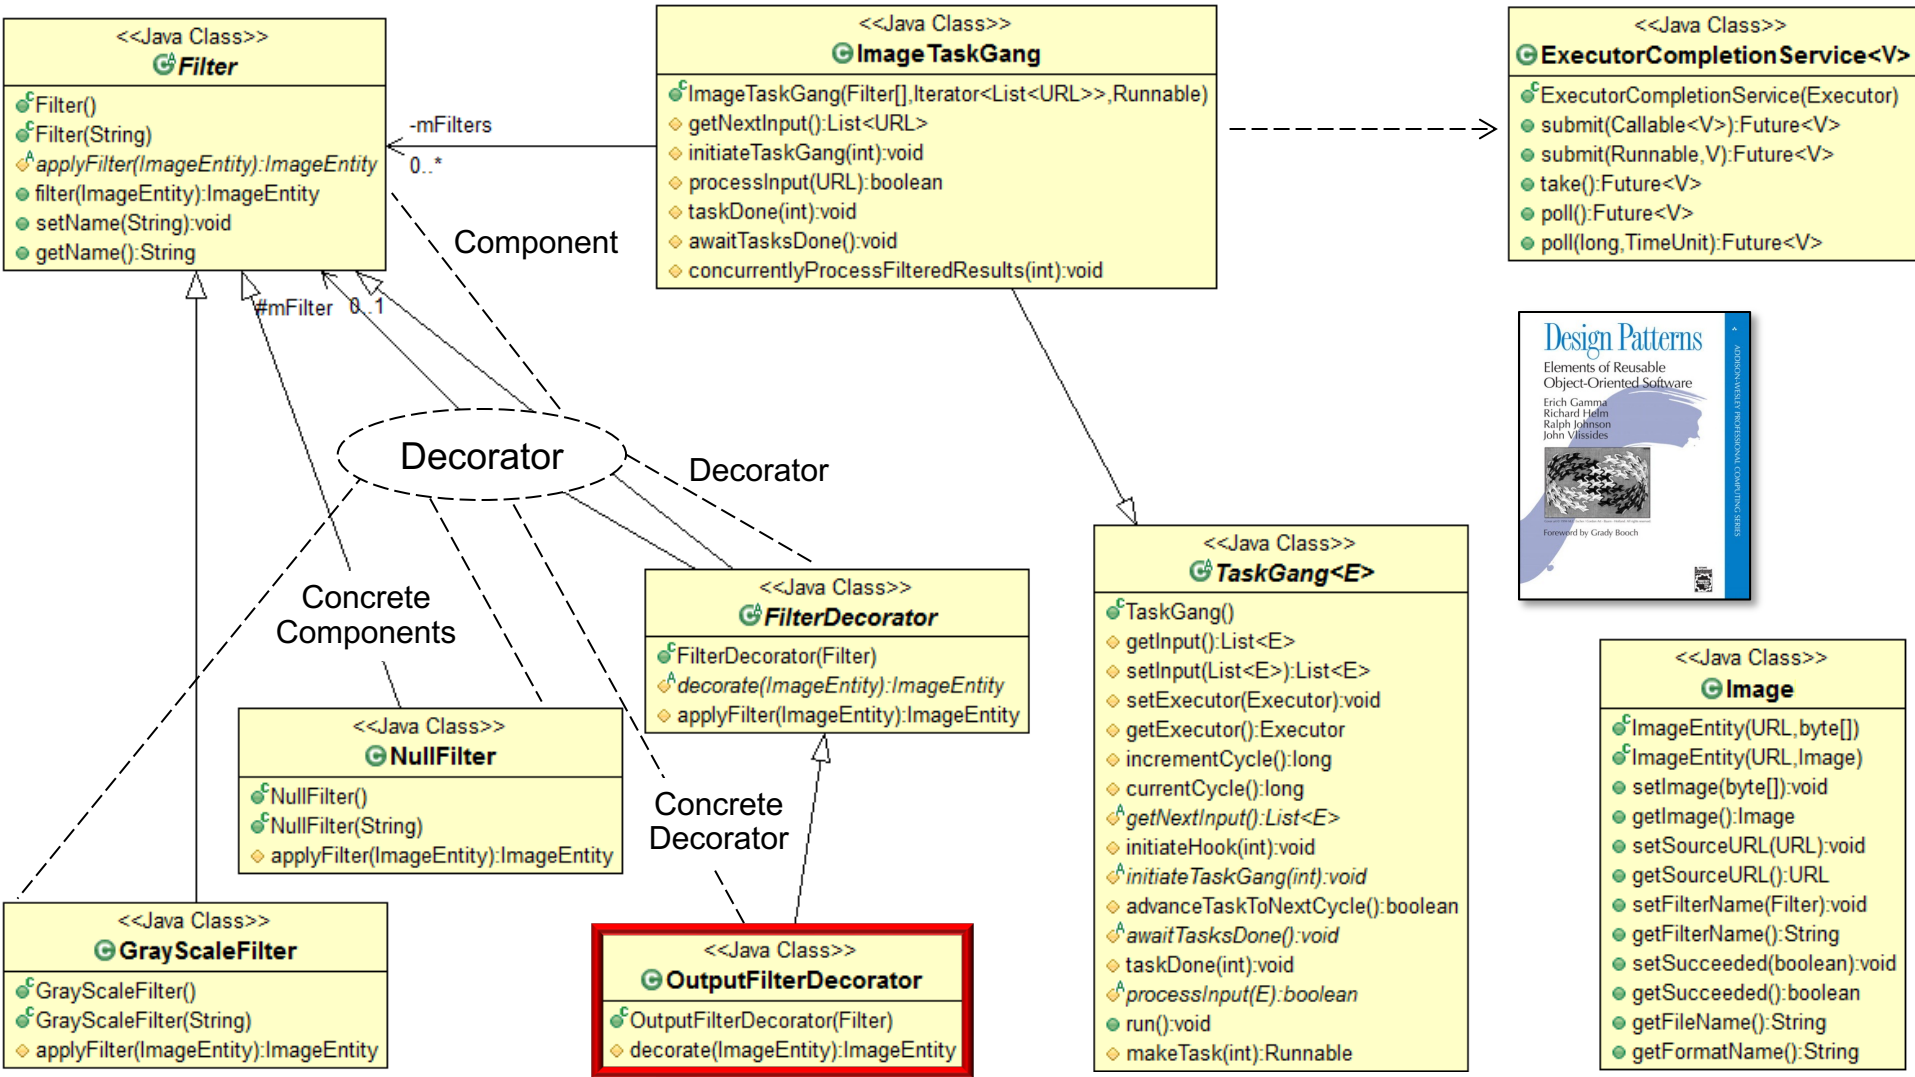 <<Java Class>>
Filter
Filter()
Filter(String)
applyFilter(ImageEntity):ImageEntity
filter(ImageEntity):ImageEntity
setName(String):void
getName():String
-mFilters
0..*
<<Java Class>>
ImageTaskGang
ImageTaskGang(Filter[],Iterator<List<URL>>,Runnable)
getNextInput():List<URL>
initiateTaskGang(int):void
processInput(URL):boolean
taskDone(int):void
awaitTasksDone():void
concurrentlyProcessFilteredResults(int):void
<<Java Class>>
ExecutorCompletionService<V>
ExecutorCompletionService(Executor)
submit(Callable<V>):Future<V>
submit(Runnable,V):Future<V>
take():Future<V>
poll():Future<V>
poll(long,TimeUnit):Future<V>
Component
#mFilter 0..1
Decorator
Decorator
Concrete
Components
Concrete
Decorator
Design Patterns
Elements of Reusable
Object-Oriented Software
Erich Gamma
Richard Helm
Ralph Johnson
John Vlissides
Foreword by Grady Booch
ADDISON-WESLEY PROFESSIONAL COMPUTING SERIES
<<Java Class>>
FilterDecorator
FilterDecorator(Filter)
decorate(ImageEntity):ImageEntity
applyFilter(ImageEntity):ImageEntity
<<Java Class>>
NullFilter
NullFilter()
NullFilter(String)
applyFilter(ImageEntity):ImageEntity
<<Java Class>>
GrayScaleFilter
GrayScaleFilter()
GrayScaleFilter(String)
applyFilter(ImageEntity):ImageEntity
<<Java Class>>
OutputFilterDecorator
OutputFilterDecorator(Filter)
decorate(ImageEntity):ImageEntity
<<Java Class>>
TaskGang<E>
TaskGang()
getInput():List<E>
setInput(List<E>):List<E>
setExecutor(Executor):void
getExecutor():Executor
incrementCycle():long
currentCycle():long
getNextInput():List<E>
initiateHook(int):void
initiateTaskGang(int):void
advanceTaskToNextCycle():boolean
awaitTasksDone():void
taskDone(int):void
processInput(E):boolean
run():void
makeTask(int):Runnable
<<Java Class>>
Image
ImageEntity(URL,byte[])
ImageEntity(URL,Image)
setImage(byte[]):void
getImage():Image
setSourceURL(URL):void
getSourceURL():URL
setFilterName(Filter):void
getFilterName():String
setSucceeded(boolean):void
getSucceeded():boolean
getFileName():String
getFormatName():String